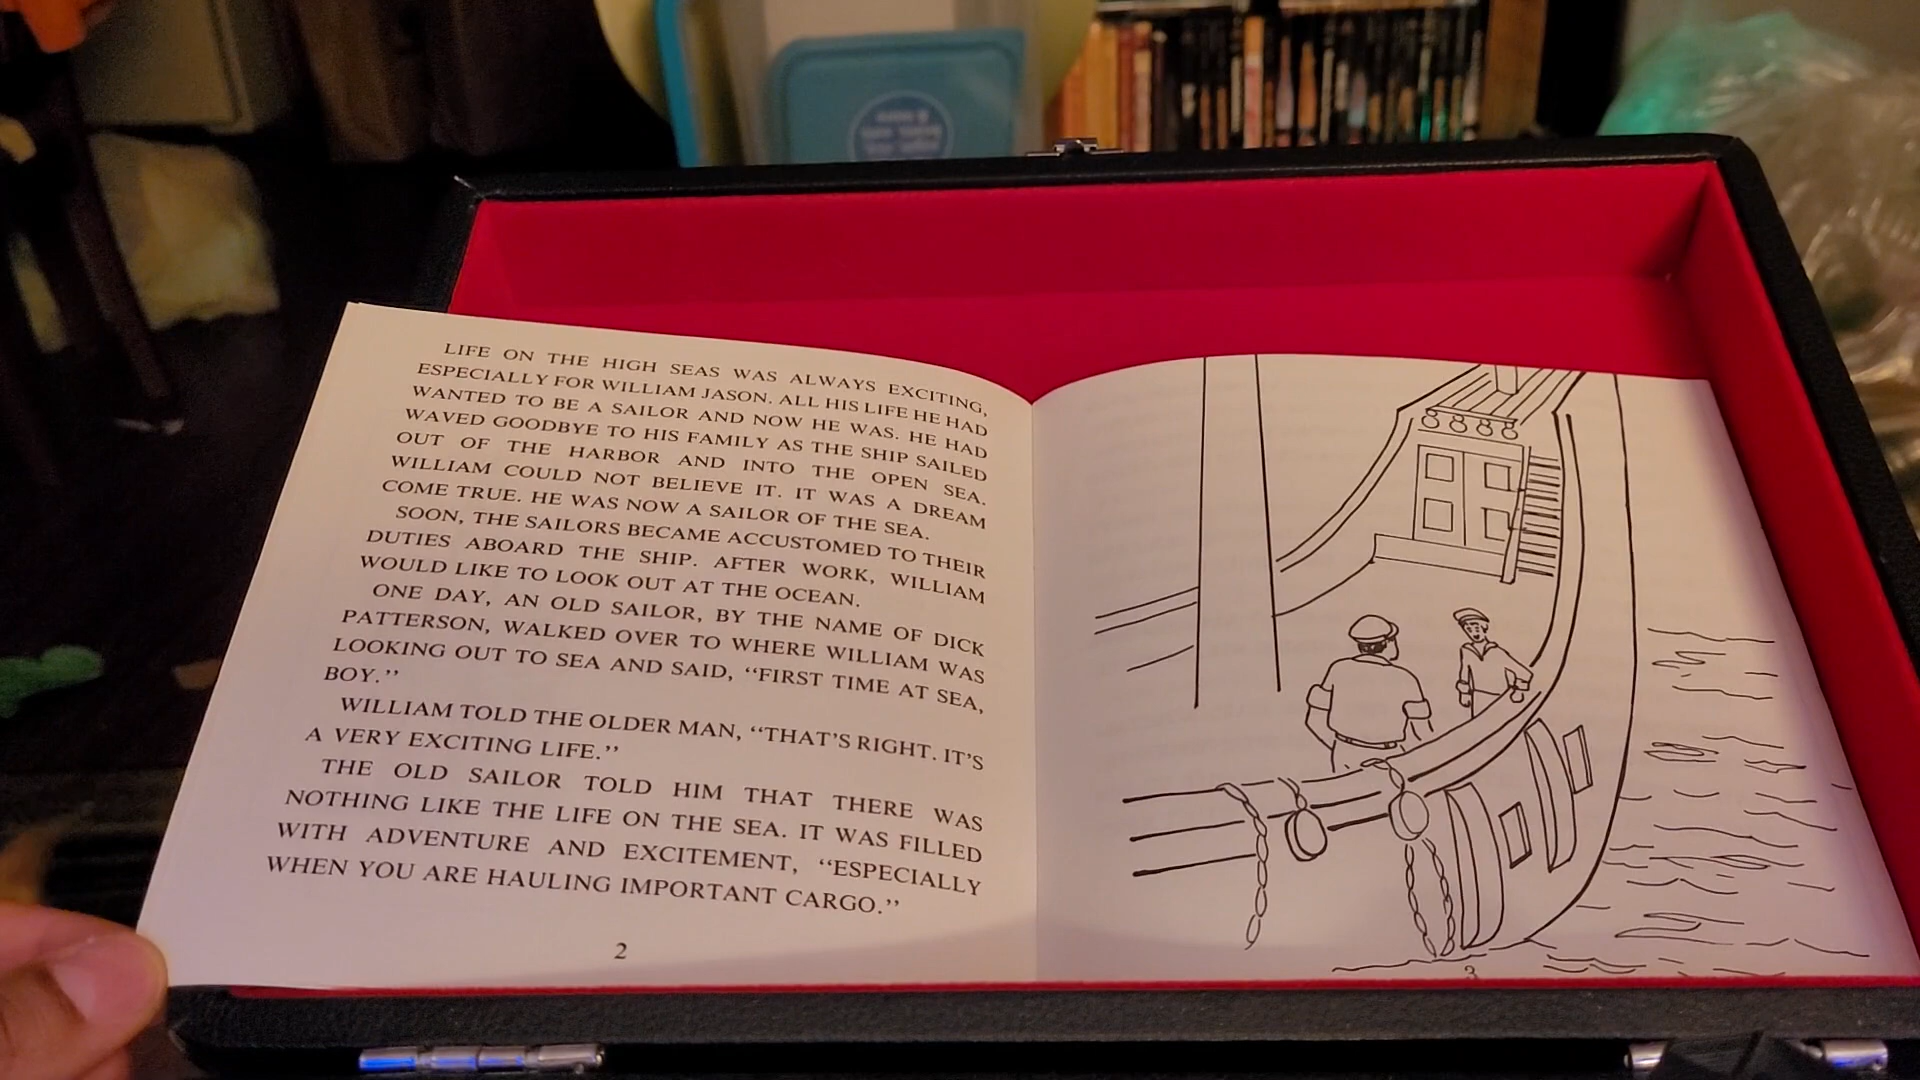 LIFE ON THE HIGH SEAS WAS ALWAYS EXCITING,
ESPECIALLY FOR WILLIAM JASON. ALL HIS LIFE HE HAD
WANTED TO BE A SAILOR AND NOW HE WAS. HE HAD
WAVED GOODBYE TO HIS FAMILY AS THE SHIP SAILED
OUT OF THE HARBOR AND INTO THE OPEN SEA.
WILLIAM COULD NOT BELIEVE IT. IT WAS A DREAM
COME TRUE. HE WAS NOW A SAILOR OF THE SEA.
SOON, THE SAILORS BECAME ACCUSTOMED TO THEIR
DUTIES ABOARD THE SHIP. AFTER WORK, WILLIAM
WOULD LIKE TO LOOK OUT AT THE OCEAN.
ONE DAY, AN OLD SAILOR, BY THE NAME OF DICK
PATTERSON, WALKED OVER TO WHERE WILLIAM WAS
LOOKING OUT TO SEA AND SAID, “FIRST TIME AT SEA,
BOY.”
WILLIAM TOLD THE OLDER MAN, “THAT’S RIGHT. IT’S
A VERY EXCITING LIFE.”
THE OLD SAILOR TOLD HIM THAT THERE WAS
NOTHING LIKE THE LIFE ON THE SEA. IT WAS FILLED
WITH ADVENTURE AND EXCITEMENT, “ESPECIALLY
WHEN YOU ARE HAULING IMPORTANT CARGO.”
2
3